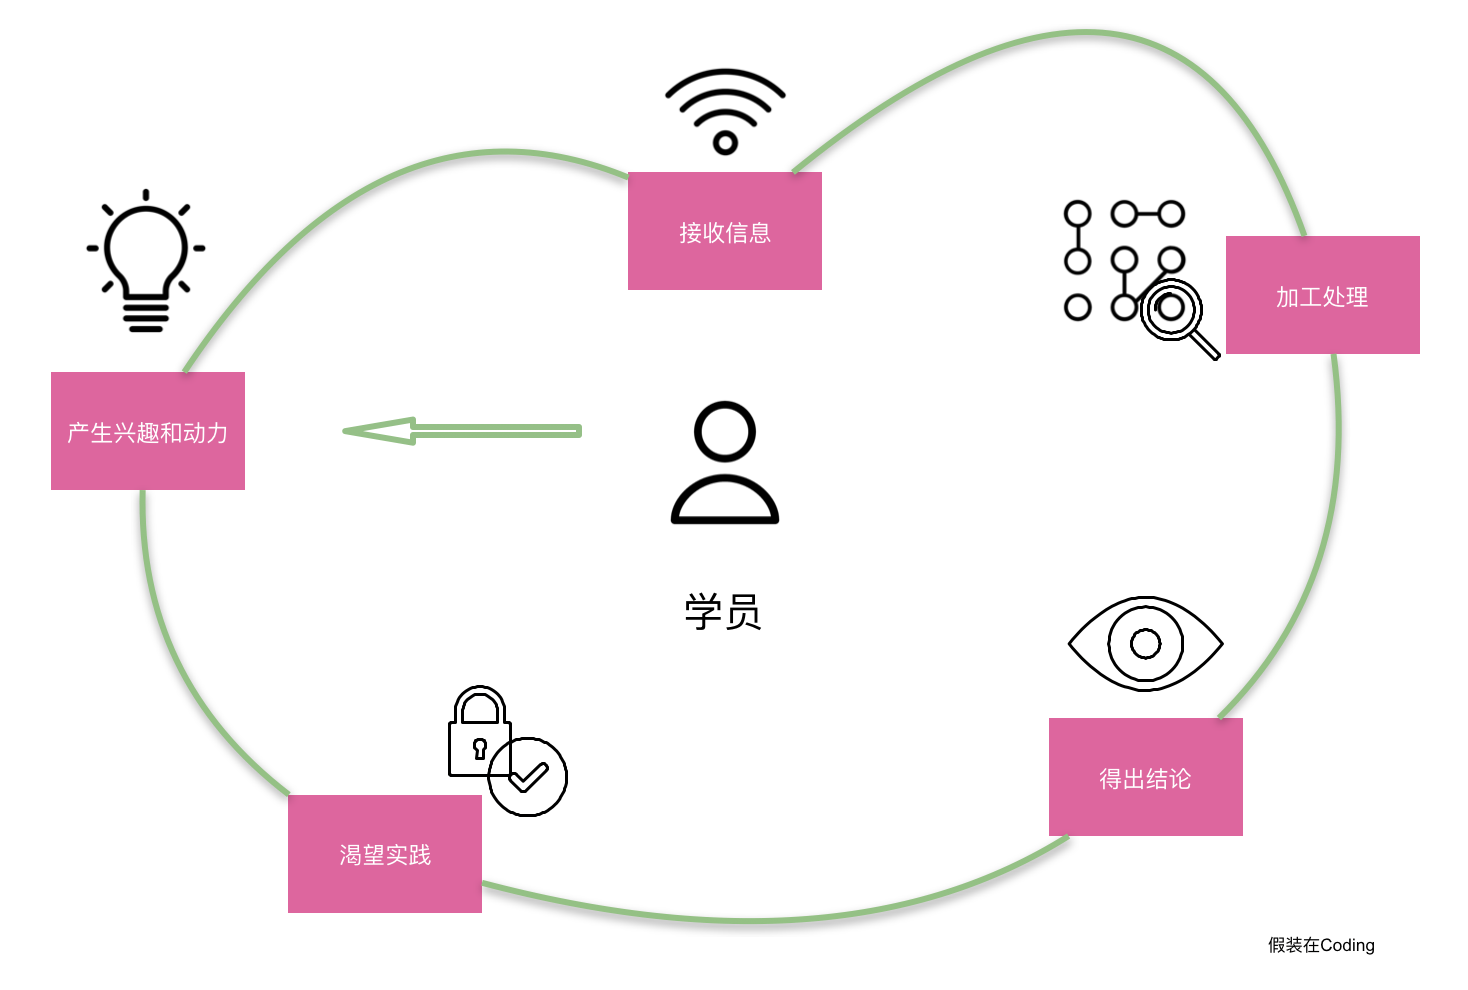 接收信息
加工处理
产生兴趣和动力
学员
得出结论
渴望实践
假装在Coding